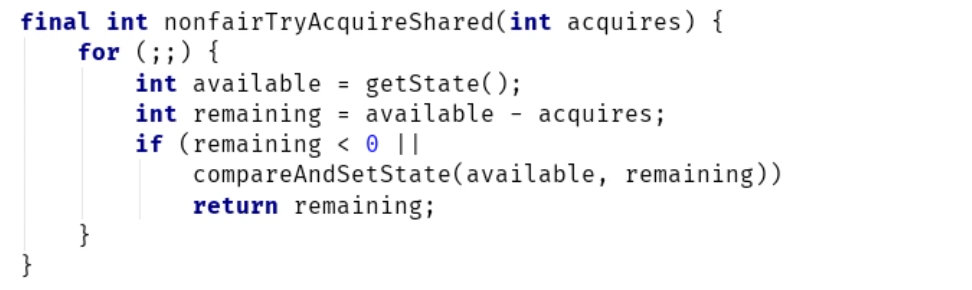 final int nonfairTryAcquireShared(int acquires) {
    for (;;) {
        int available = getState();
        int remaining = available - acquires;
        if (remaining < 0 ||
            compareAndSetState(available, remaining))
            return remaining;
    }
}